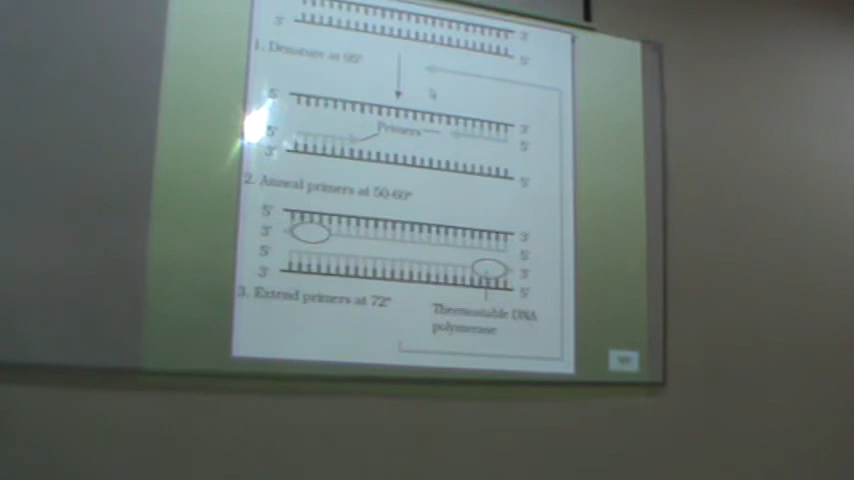 3' 3'
5'
1. Denature at 95°
5' 3'
Primers
5' 5'
3' 5'
2. Anneal primers at 50-60°
5' 3'
3' 5'
5' 3'
3' 5'
3. Extend primers at 72°
Thermostable DNA
polymerase